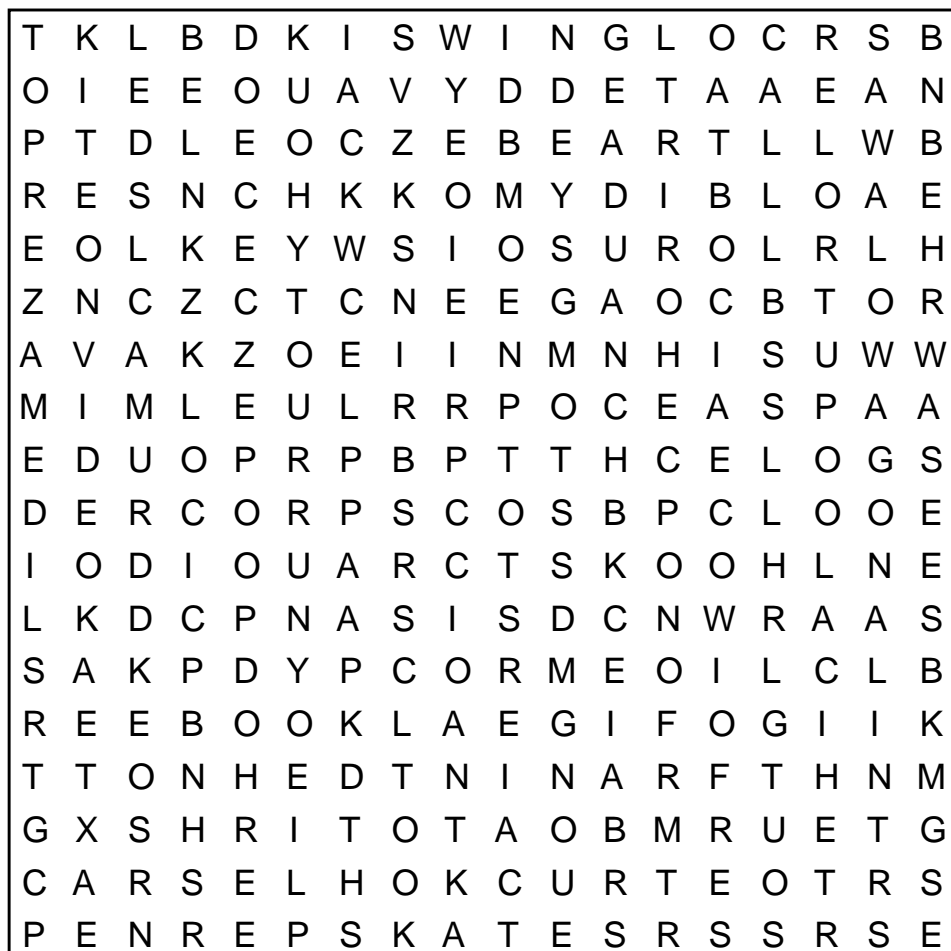 T K L B D K I S W I N G L O C R S B
O I E E O U A V Y D D E T A A E A N
P T D L E O C Z E B E A R T L L W B
R E S N C H K K O M Y D I B L O A E
E O L K E Y W S I O S U R O L R L H
Z N C Z C T C N E E G A O C B T O R
A V A K Z O E I I N M N H I S U W W
M I M L E U L R R P O C E A S P A A
E D U O P R P B P T T H C E L O G S
D E R C O R P S C O S B P C L O O E
I O D I O U A R C T S K O O H L N E
L K D C P N A S I S D C N W R A A S
S A K P D Y P C O R M E O I L C L B
R E E B O O K L A E G I F O G I I K
T T O N H E D T N I N A R F T H N M
G X S H R I T O T A O B M R U E T G
C A R S E L H O K C U R T E O T R S
P E N R E P S K A T E S R S S R S E